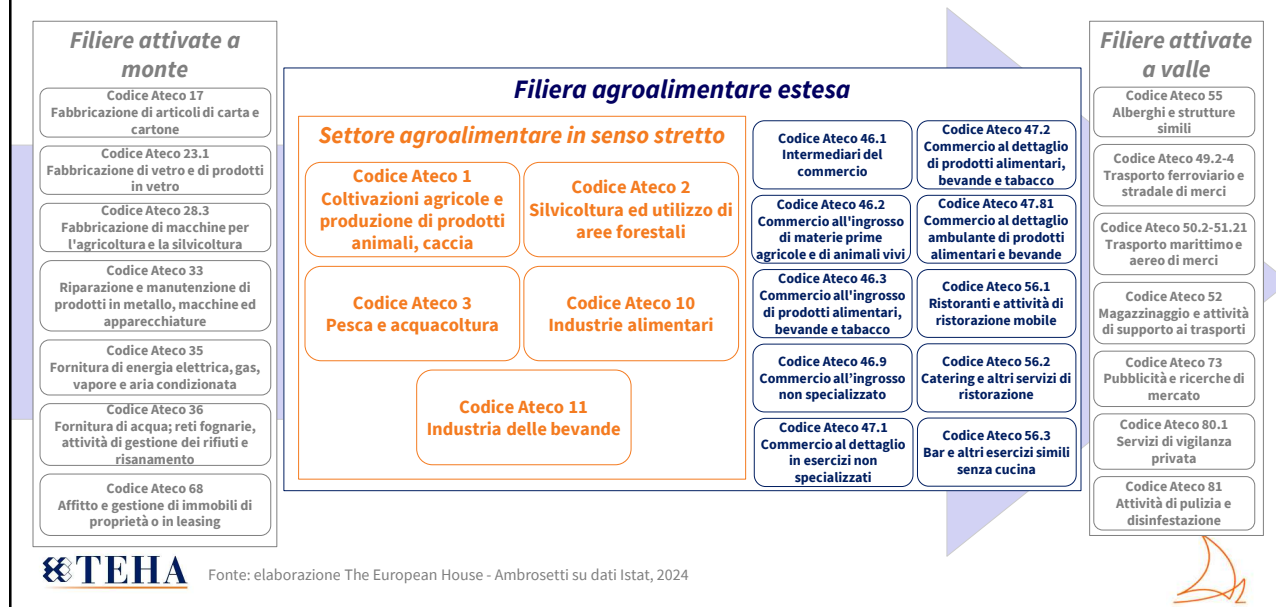 Filiere attivate a
monte
Codice Ateco 17
Fabbricazione di articoli di carta e
cartone
Codice Ateco 23.1
Fabbricazione di vetro e di prodotti
in vetro
Codice Ateco 28.3
Fabbricazione di macchine per
l'agricoltura e la silvicoltura
Codice Ateco 33
Riparazione e manutenzione di
prodotti in metallo, macchine ed
apparecchiature
Codice Ateco 35
Fornitura di energia elettrica, gas,
vapore e aria condizionata
Codice Ateco 36
Fornitura di acqua; reti fognarie,
attività di gestione dei rifiuti e
risanamento
Codice Ateco 68
Affitto e gestione di immobili di
proprietà o in leasing
Filiera agroalimentare estesa
Settore agroalimentare in senso stretto
Codice Ateco 1
Coltivazioni agricole e
produzione di prodotti
animali, caccia
Codice Ateco 2
Silvicoltura ed utilizzo di
aree forestali
Codice Ateco 3
Pesca e acquacoltura
Codice Ateco 10
Industrie alimentari
Codice Ateco 11
Industria delle bevande
Codice Ateco 46.1
Intermediari del
commercio
Codice Ateco 47.2
Commercio al dettaglio
di prodotti alimentari,
bevande e tabacco
Codice Ateco 46.2
Commercio all'ingrosso
di materie prime
agricole e di animali vivi
Codice Ateco 47.81
Commercio al dettaglio
ambulante di prodotti
alimentari e bevande
Codice Ateco 46.3
Commercio all'ingrosso
di prodotti alimentari,
bevande e tabacco
Codice Ateco 56.1
Ristoranti e attività di
ristorazione mobile
Codice Ateco 46.9
Commercio all’ingrosso
non specializzato
Codice Ateco 56.2
Catering e altri servizi di
ristorazione
Codice Ateco 47.1
Commercio al dettaglio
in esercizi non
specializzati
Codice Ateco 56.3
Bar e altri esercizi simili
senza cucina
Filiere attivate
a valle
Codice Ateco 55
Alberghi e strutture
simili
Codice Ateco 49.2-4
Trasporto ferroviario e
stradale di merci
Codice Ateco 50.2-51.21
Trasporto marittimo e
aereo di merci
Codice Ateco 52
Magazzinaggio e attività
di supporto ai trasporti
Codice Ateco 73
Pubblicità e ricerche di
mercato
Codice Ateco 80.1
Servizi di vigilanza
privata
Codice Ateco 81
Attività di pulizia e
disinfestazione
TEHA
Fonte: elaborazione The European House - Ambrosetti su dati Istat, 2024